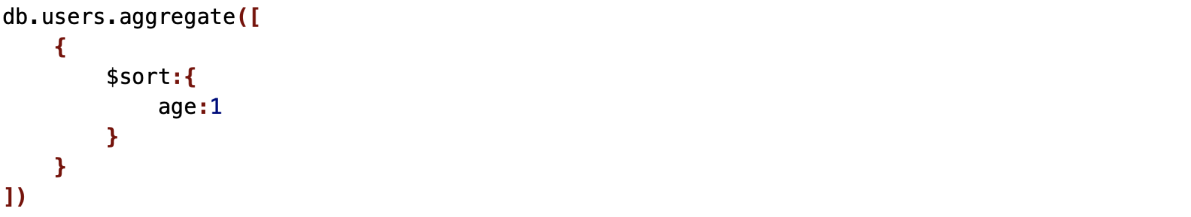 db.users.aggregate([
    {
        $sort:{
            age:1
        }
    }
])